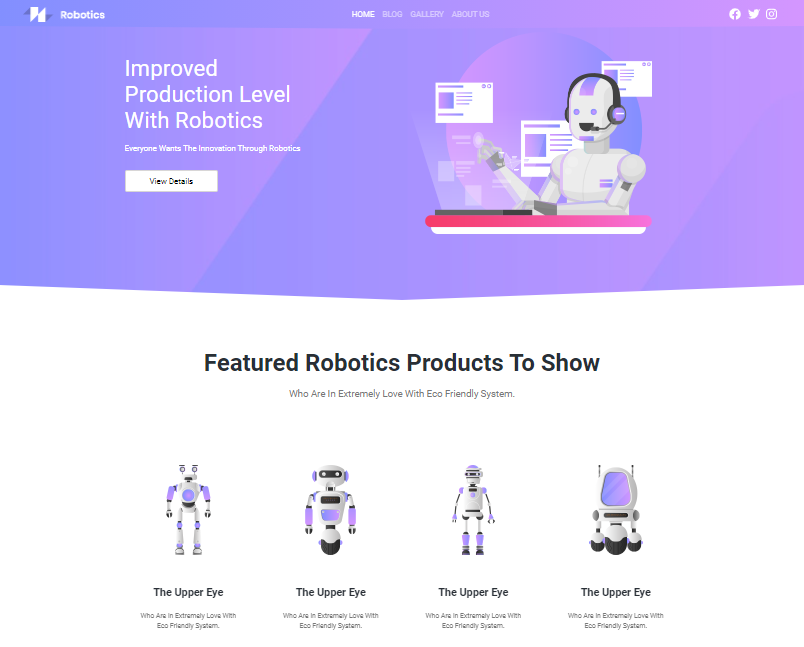 Robotics
HOME BLOG GALLERY ABOUT US
Improved
Production Level
With Robotics
Everyone Wants The Innovation Through Robotics
View Details
Featured Robotics Products To Show
Who Are In Extremely Love With Eco Friendly System.
The Upper Eye
Who Are In Extremely Love With
Eco Friendly System.
The Upper Eye
Who Are In Extremely Love With
Eco Friendly System.
The Upper Eye
Who Are In Extremely Love With
Eco Friendly System.
The Upper Eye
Who Are In Extremely Love With
Eco Friendly System.